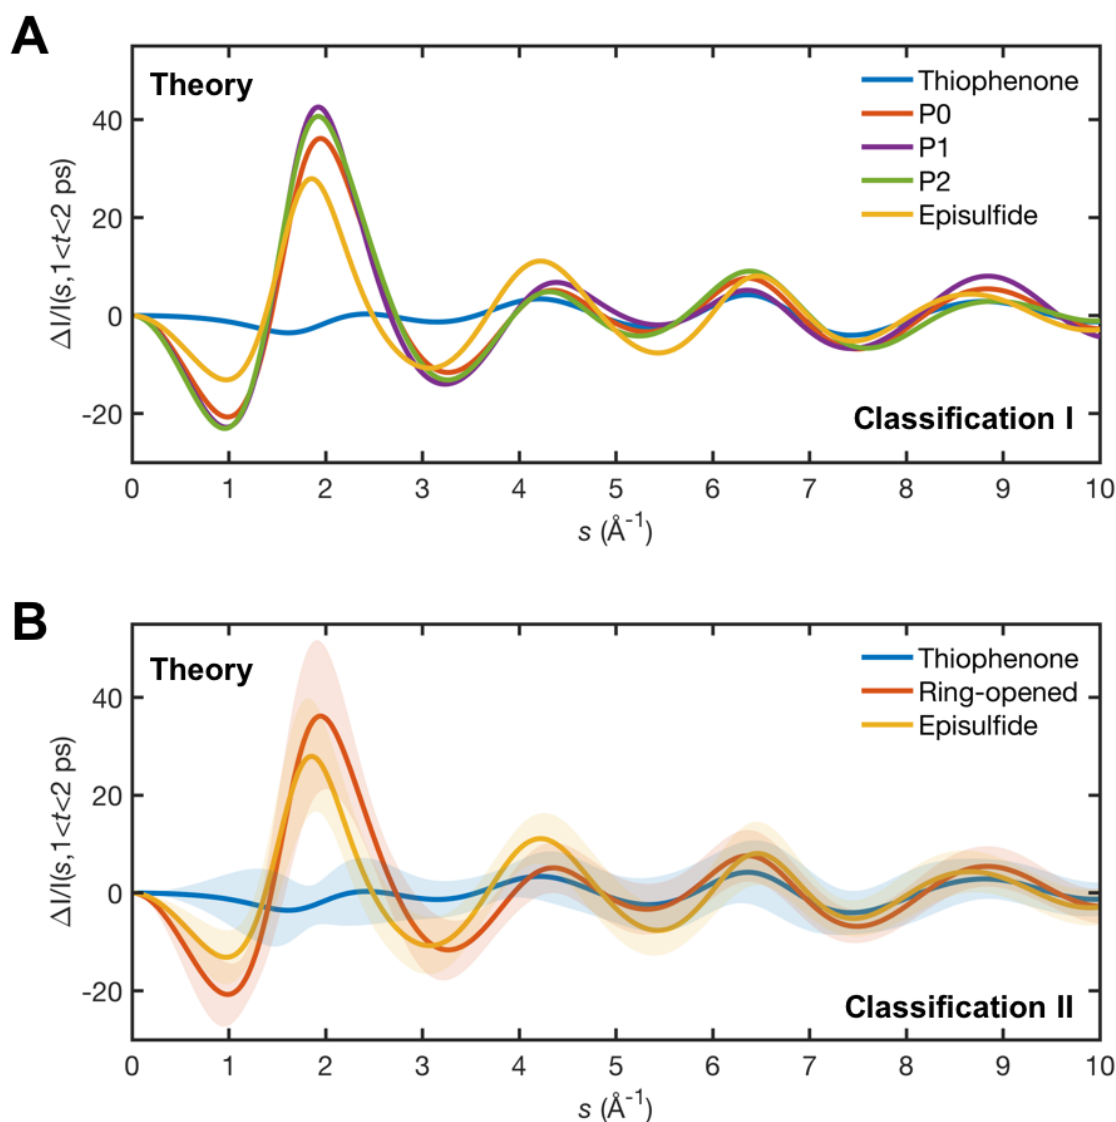 A
Theory
Thiophenone
P0
P1
P2
Episulfide
40
20
0
-20
ΔI/I(s,1<t<2 ps)
Classification I
0 1 2 3 4 5 6 7 8 9 10
s (Å⁻¹)
B
Theory
Thiophenone
Ring-opened
Episulfide
40
20
0
-20
ΔI/I(s,1<t<2 ps)
Classification II
0 1 2 3 4 5 6 7 8 9 10
s (Å⁻¹)